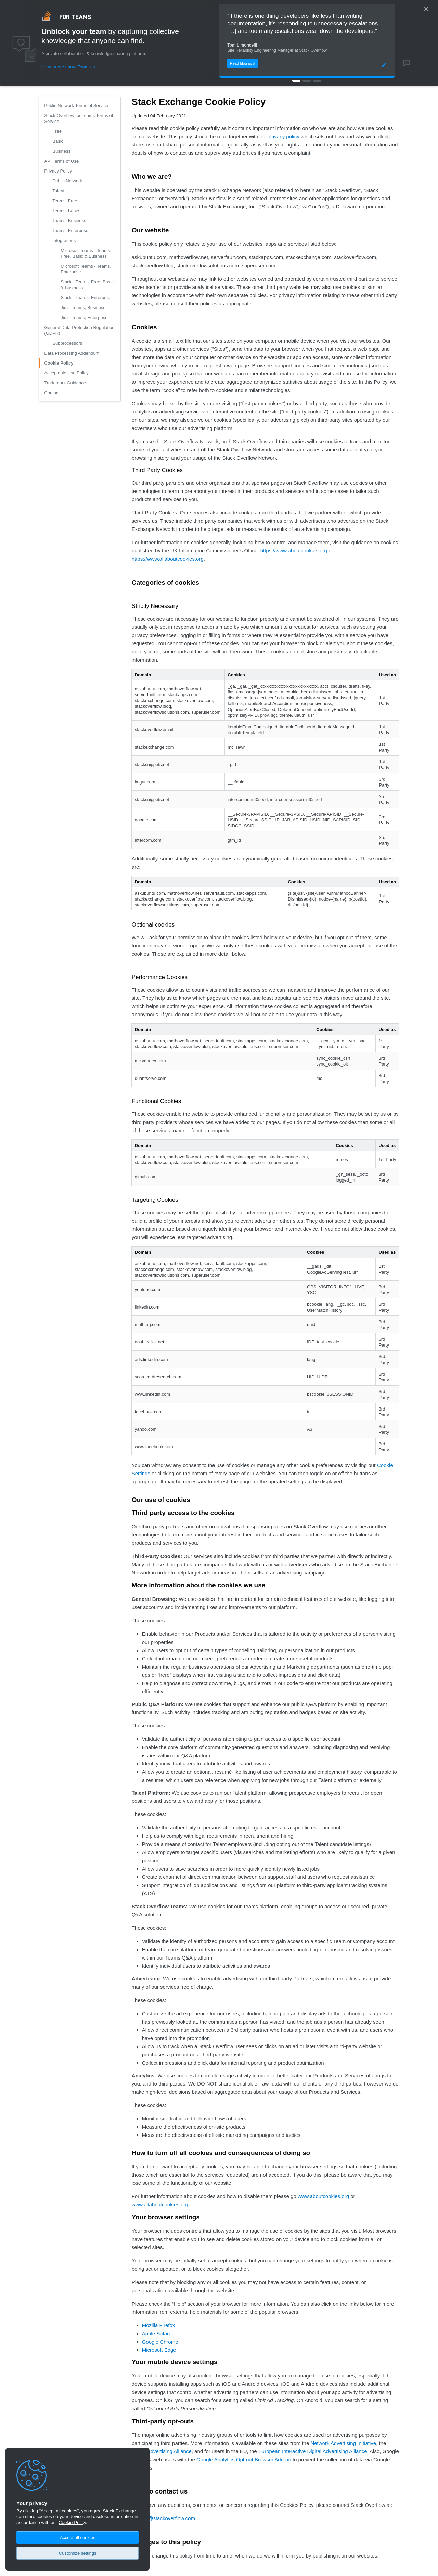 FOR TEAMS
Unblock your team by capturing collective
knowledge that anyone can find.
A private collaboration & knowledge sharing platform.
Learn more about Teams
"If there is one thing developers like less than writing
documentation, it's responding to unnecessary escalations
[…] and too many escalations wear down the developers."
Tom Limoncelli
Site Reliability Engineering Manager at Stack Overflow
Read blog post
Public Network Terms of Service
Stack Overflow for Teams Terms of
Service
Free
Basic
Business
API Terms of Use
Privacy Policy
Public Network
Talent
Teams, Free
Teams, Basic
Teams, Business
Teams, Enterprise
Integrations
Microsoft Teams - Teams:
Free, Basic & Business
Microsoft Teams - Teams,
Enterprise
Slack - Teams: Free, Basic
& Business
Slack - Teams, Enterprise
Jira - Teams, Business
Jira - Teams, Enterprise
General Data Protection Regulation
(GDPR)
Subprocessors
Data Processing Addendum
Cookie Policy
Acceptable Use Policy
Trademark Guidance
Contact
Stack Exchange Cookie Policy
Updated 04 February 2021
Please read this cookie policy carefully as it contains important information on who we are and how we use cookies
on our website. This policy should be read together with our privacy policy which sets out how and why we collect,
store, use and share personal information generally, as well as your rights in relation to your personal information and
details of how to contact us and supervisory authorities if you have a complaint.
Who we are?
This website is operated by the Stack Exchange Network (also referred to herein as "Stack Overflow", "Stack
Exchange", or "Network"). Stack Overflow is a set of related Internet sites and other applications for questions and
answers, owned and operated by Stack Exchange, Inc. ("Stack Overflow", "we" or "us"), a Delaware corporation.
Our website
This cookie policy only relates to your use of our websites, apps and services listed below:
askubuntu.com, mathoverflow.net, serverfault.com, stackapps.com, stackexchange.com, stackoverflow.com,
stackoverflow.blog, stackoverflowsolutions.com, superuser.com.
Throughout our websites we may link to other websites owned and operated by certain trusted third parties to service
advertisements or provide analytical services. These other third party websites may also use cookies or similar
technologies in accordance with their own separate policies. For privacy information relating to these other third party
websites, please consult their policies as appropriate.
Cookies
A cookie is a small text file that our sites store on your computer or mobile device when you visit them. Our websites,
applications, apps and other services ("Sites"), need this data to respond to your web page and application requests
and to enable certain functionality like logging in. The information stored on a cookie originates from our Sites when
your device loads them when you first request a web page. Browsers support cookies and similar technologies (such
as local storage and pixels) so that our Sites can remember information such as your preferences and can understand
how you use our Sites. The information stored and later transmitted back to our Sites from your cookies may be used
to improve your experience and generate aggregated anonymized statistics about usage of the site. In this Policy, we
use the term "cookie" to refer both to cookies and similar technologies.
Cookies may be set by the site you are visiting ("first-party cookies") or by a third party, such as those who provide
analytics or advertising services or interactive content on the site ("third-party cookies"). In addition to using cookies
on our sites, we may also serve our cookies, and our third-party partners may set and access their cookies, on your
computer or mobile device when you visit non-Stack Overflow web pages and third-party sites operated by us, our
partners who use our advertising platform.
If you use the Stack Overflow Network, both Stack Overflow and third parties will use cookies to track and monitor
some of your activities on and off the Stack Overflow Network, and store and access some data about you, your
browsing history, and your usage of the Stack Overflow Network.
Third Party Cookies
Our third party partners and other organizations that sponsor pages on Stack Overflow may use cookies or other
technologies to learn more about your interest in their products and services and in some cases to tailor such
products and services to you.
Third-Party Cookies: Our services also include cookies from third parties that we partner with or which provide
services to us. These include third party companies that we work with or who advertise on the Stack
Exchange Network in order to help target ads or measure the results of an advertising campaign.
For further information on cookies generally, including how to control and manage them, visit the guidance on cookies
published by the UK Information Commissioner's Office, https://www.aboutcookies.org or
https://www.allaboutcookies.org.
Categories of cookies
Strictly Necessary
These cookies are necessary for our website to function properly and cannot be switched off in our systems. They are
usually only set in response to actions made by you which amount to a request for services, such as setting your
privacy preferences, logging in or filling in forms or where they're essential to provide you with a service you have
requested. You cannot opt-out of these cookies. You can set your browser to block or alert you about these cookies,
but if you do, some parts of the site will not then work. These cookies do not store any personally identifiable
information.
Domain Cookies Used as
askubuntu.com, mathoverflow.net,
serverfault.com, stackapps.com,
stackexchange.com, stackoverflow.com,
stackoverflow.blog,
stackoverflowsolutions.com, superuser.com
1st
Party
stackoverflow.email iterableEmailCampaignId, iterableEndUserId, iterableMessageId,
iterableTemplateId 1st
Party
stackexchange.com 1st
Party
stacksnippets.net _gid 1st
Party
imgur.com __cfduid 3rd
Party
stacksnippets.net 3rd
Party
google.com 3rd
Party
intercom.com gtm_id 3rd
Party
Additionally, some strictly necessary cookies are dynamically generated based on unique identifiers. These cookies
are:
Domain Cookies Used as
askubuntu.com, mathoverflow.net, serverfault.com, stackapps.com,
stackexchange.com, stackoverflow.com, stackoverflow.blog,
stackoverflowsolutions.com, superuser.com
1st
Party
Optional cookies
We will ask for your permission to place the cookies listed below on your device, but if you opt out of them, some
functions may not work properly. We will only use these cookies with your permission when you accept our use of the
cookies. These are explained in more detail below.
Performance Cookies
These cookies allow us to count visits and traffic sources so we can measure and improve the performance of our
site. They help us to know which pages are the most and least popular and see how visitors move around the site,
which helps us optimize your experience. All information these cookies collect is aggregated and therefore
anonymous. If you do not allow these cookies we will not be able to use your data in this way.
Domain Cookies Used as
askubuntu.com, mathoverflow.net, serverfault.com, stackapps.com, stackexchange.com,
stackoverflow.com, stackoverflow.blog, stackoverflowsolutions.com, superuser.com
1st
Party
mc.yandex.com sync_cookie_csrf,
sync_cookie_ok 3rd
Party
quantserve.com mc 3rd
Party
Functional Cookies
These cookies enable the website to provide enhanced functionality and personalization. They may be set by us or by
third party providers whose services we have added to our pages. If you do not allow these cookies then some or all
of these services may not function properly.
Domain Cookies Used as
askubuntu.com, mathoverflow.net, serverfault.com, stackapps.com, stackexchange.com,
stackoverflow.com, stackoverflow.blog, stackoverflowsolutions.com, superuser.com
1st Party
github.com _gh_sess, _octo,
logged_in 3rd
Party
Targeting Cookies
These cookies may be set through our site by our advertising partners. They may be used by those companies to
build a profile of your interests and show you relevant adverts on other sites. They do not store directly personal
information but are based on uniquely identifying your browser and internet device. If you do not allow these cookies,
you will experience less targeted advertising.
Domain Cookies Used as
askubuntu.com, mathoverflow.net, serverfault.com, stackapps.com,
stackexchange.com, stackoverflow.com, stackoverflow.blog,
stackoverflowsolutions.com, superuser.com
1st
Party
youtube.com GPS, VISITOR_INFO1_LIVE,
YSC 3rd
Party
linkedin.com bcookie, lang, li_gc, lidc, lissc,
UserMatchHistory 3rd
Party
mathtag.com uuid 3rd
Party
doubleclick.net IDE, test_cookie 3rd
Party
ads.linkedin.com lang 3rd
Party
scorecardresearch.com UID, UIDR 3rd
Party
www.linkedin.com bscookie, JSESSIONID 3rd
Party
facebook.com fr 3rd
Party
yahoo.com A3 3rd
Party
www.facebook.com 3rd
Party
You can withdraw any consent to the use of cookies or manage any other cookie preferences by visiting our Cookie
Settings or clicking on the bottom of every page of our websites. You can then toggle on or off the buttons as
appropriate. It may be necessary to refresh the page for the updated settings to be displayed.
Our use of cookies
Third party access to the cookies
Our third party partners and other organizations that sponsor pages on Stack Overflow may use cookies or other
technologies to learn more about your interest in their products and services and in some cases to tailor such
products and services to you.
Third-Party Cookies: Our services also include cookies from third parties that we partner with directly or indirectly.
Many of these third parties are companies that work with us or with advertisers who advertise on the Stack Exchange
Network in order to help target ads or measure the results of an advertising campaign.
More information about the cookies we use
General Browsing: We use cookies that are important for certain technical features of our website, like logging into
user accounts and implementing fixes and improvements to our platform.
These cookies:
Enable behavior in our Products and/or Services that is tailored to the activity or preferences of a person visiting
our properties
Allow users to opt out of certain types of modeling, tailoring, or personalization in our products
Collect information on our users' preferences in order to create more useful products
Maintain the regular business operations of our Advertising and Marketing departments (such as one-time pop-
ups or "hero" displays when first visiting a site and to collect impressions and click data)
Help to diagnose and correct downtime, bugs, and errors in our code to ensure that our products are operating
efficiently
Public Q&A Platform: We use cookies that support and enhance our public Q&A platform by enabling important
functionality. Such activity includes tracking and attributing reputation and badges based on site activity.
These cookies:
Validate the authenticity of persons attempting to gain access to a specific user account
Enable the core platform of community-generated questions and answers, including diagnosing and resolving
issues within our Q&A platform
Identify individual users to attribute activities and awards
Allow you to create an optional, résumé-like listing of user achievements and employment history, comparable to
a resume, which users can reference when applying for new jobs through our Talent platform or externally
Talent Platform: We use cookies to run our Talent platform, allowing prospective employers to recruit for open
positions and users to view and apply for those positions.
These cookies:
Validate the authenticity of persons attempting to gain access to a specific user account
Help us to comply with legal requirements in recruitment and hiring
Provide a means of contact for Talent employers (including opting out of the Talent candidate listings)
Allow employers to target specific users (via searches and marketing efforts) who are likely to qualify for a given
position
Allow users to save searches in order to more quickly identify newly listed jobs
Create a channel of direct communication between our support staff and users who request assistance
Support Integration of job applications and listings from our platform to third-party applicant tracking systems
(ATS).
Stack Overflow Teams: We use cookies for our Teams platform, enabling groups to access our secured, private
Q&A solution.
These cookies:
Validate the identity of authorized persons and accounts to gain access to a specific Team or Company account
Enable the core platform of team-generated questions and answers, including diagnosing and resolving issues
within our Teams Q&A platform
Identify individual users to attribute activities and awards
Advertising: We use cookies to enable advertising with our third-party Partners, which in turn allows us to provide
many of our services free of charge.
These cookies:
Customize the ad experience for our users, including tailoring job and display ads to the technologies a person
has previously looked at, the communities a person has visited, and the job ads a person has already seen
Allow direct communication between a 3rd party partner who hosts a promotional event with us, and users who
have opted into the promotion
Allow us to track when a Stack Overflow user sees or clicks on an ad or later visits a third-party website or
purchases a product on a third-party website
Collect impressions and click data for internal reporting and product optimization
Analytics: We use cookies to compile usage activity in order to better cater our Products and Services offerings to
you, and to third parties. We DO NOT share identifiable "raw" data with our clients or any third parties, however we do
make high-level decisions based on aggregated data about your usage of our Products and Services.
These cookies:
Monitor site traffic and behavior flows of users
Measure the effectiveness of on-site products
Measure the effectiveness of off-site marketing campaigns and tactics
How to turn off all cookies and consequences of doing so
If you do not want to accept any cookies, you may be able to change your browser settings so that cookies (including
those which are essential to the services requested) are not accepted. If you do this, please be aware that you may
lose some of the functionality of our website.
For further information about cookies and how to disable them please go www.aboutcookies.org or
www.allaboutcookies.org.
Your browser settings
Your browser includes controls that allow you to manage the use of cookies by the sites that you visit. Most browsers
have features that enable you to see and delete cookies stored on your device and to block cookies from all or
selected sites.
Your browser may be initially set to accept cookies, but you can change your settings to notify you when a cookie is
being set or updated, or to block cookies altogether.
Please note that by blocking any or all cookies you may not have access to certain features, content, or
personalization available through the website.
Please check the "Help" section of your browser for more information. You can also click on the links below for more
information from external help materials for some of the popular browsers:
Mozilla Firefox
Apple Safari
Google Chrome
Microsoft Edge
Your mobile device settings
Your mobile device may also include browser settings that allow you to manage the use of cookies, especially if the
device supports installing apps such as iOS and Android devices. IOS and Android devices also include additional
device settings that control whether advertising partners can use information about your app activity for advertising
purposes. On iOS, you can search for a setting called Limit Ad Tracking. On Android, you can search for a setting
called Opt out of Ads Personalization.
Third-party opt-outs
The major online advertising industry groups offer tools to limit how cookies are used for advertising purposes by
participating third parties. More information is available on these sites from the Network Advertising Initiative, the
Advertising Alliance, and for users in the EU, the European Interactive Digital Advertising Alliance. Also, Google
web users with the Google Analytics Opt-out Browser Add-on to prevent the collection of data via Google
o contact us
ave any questions, comments, or concerns regarding this Cookies Policy, please contact Stack Overflow at:
@stackoverflow.com
ges to this policy
change this policy from time to time, when we do we will inform you by publishing it on our websites.
Your privacy
By clicking "Accept all cookies", you agree Stack Exchange
can store cookies on your device and disclose information in
accordance with our Cookie Policy.
Accept all cookies
Customize settings